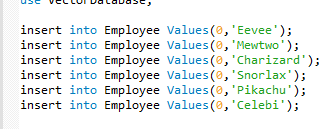 use VectorDatabase;
insert into Employee Values(0,'Eevee');
insert into Employee Values(0,'Mewtwo');
insert into Employee Values(0,'Charizard');
insert into Employee Values(0,'Snorlax');
insert into Employee Values(0,'Pikachu');
insert into Employee Values(0,'Celebi');